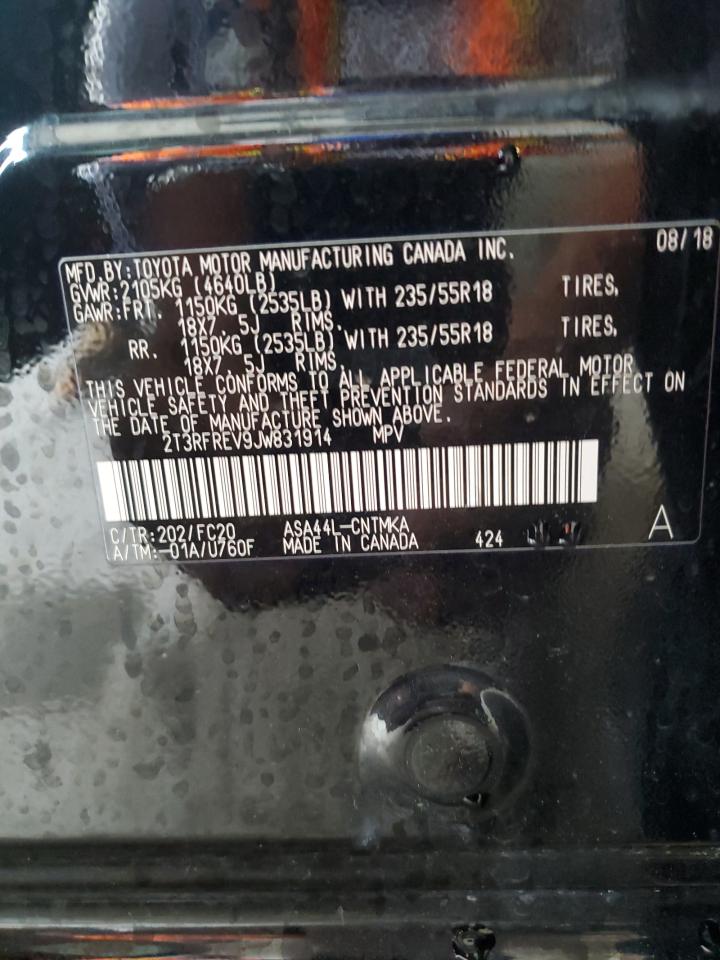 MFD. BY: TOYOTA MOTOR MANUFACTURING CANADA INC. 08/18
GVWR: 2105KG (4640LB)
GAWR: FRT. 1150KG (2535LB) WITH 235/55R18 TIRES,
18X7. 5J RIMS.
RR. 1150KG (2535LB) WITH 235/55R18 TIRES,
18X7. 5J RIMS.
THIS VEHICLE CONFORMS TO ALL APPLICABLE FEDERAL MOTOR
VEHICLE SAFETY AND THEFT PREVENTION STANDARDS IN EFFECT ON
THE DATE OF MANUFACTURE SHOWN ABOVE.
2T3RFREV9JW831914 MPV
C/TR: 202/FC20 ASA44L-CNTMKA
A/TM: -01A/U760F MADE IN CANADA 424 A